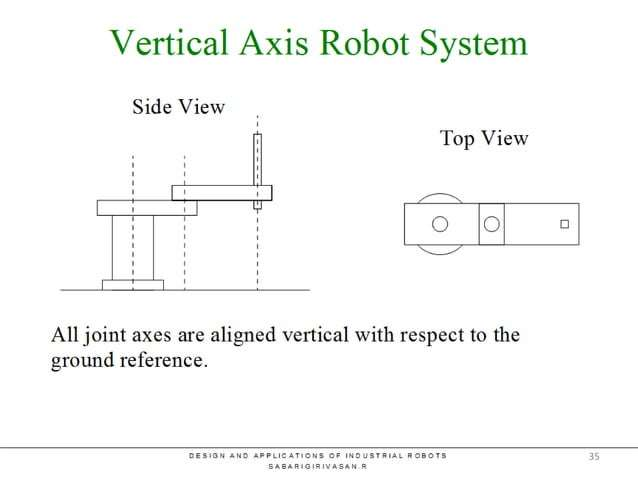 Vertical Axis Robot System
Side View
Top View
All joint axes are aligned vertical with respect to the
ground reference.
DESIGN AND APPLICATIONS OF INDUSTRIAL ROBOTS
SABARIGIRIVASAN.R
35